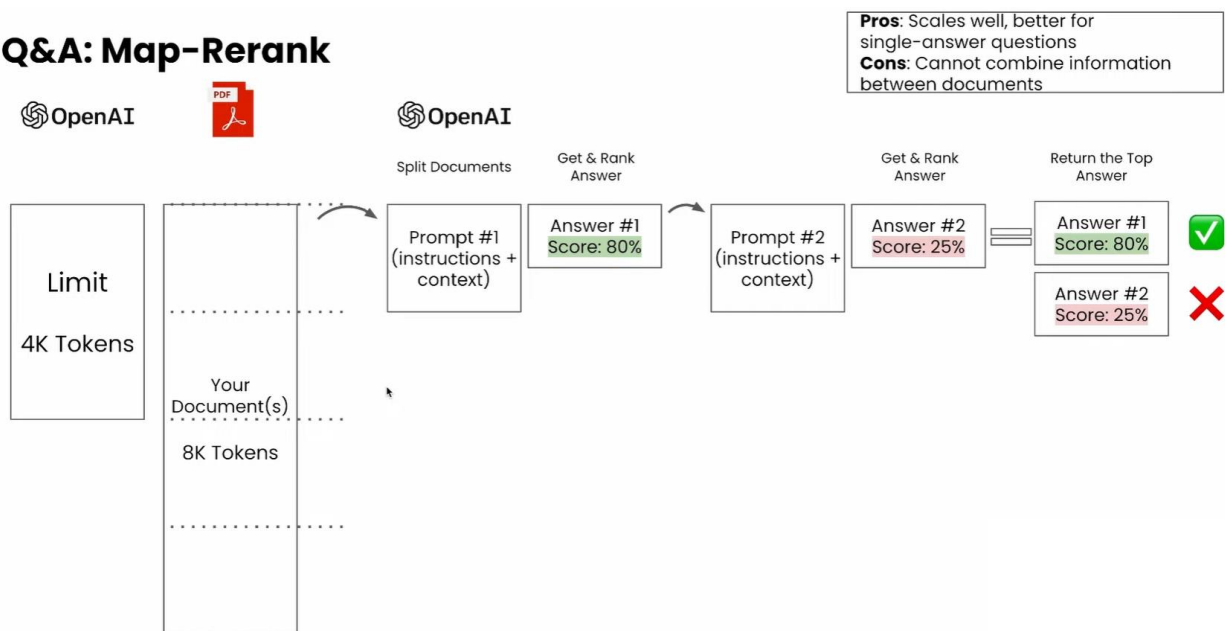 Q&A: Map-Rerank
Pros: Scales well, better for
single-answer questions
Cons: Cannot combine information
between documents
OpenAI
PDF
OpenAI
Split Documents
Get & Rank
Answer
Get & Rank
Answer
Return the Top
Answer
Limit
4K Tokens
Your
Document(s)
8K Tokens
Prompt #1
(instructions +
context)
Answer #1
Score: 80%
Prompt #2
(instructions +
context)
Answer #2
Score: 25%
Answer #1
Score: 80%
Answer #2
Score: 25%